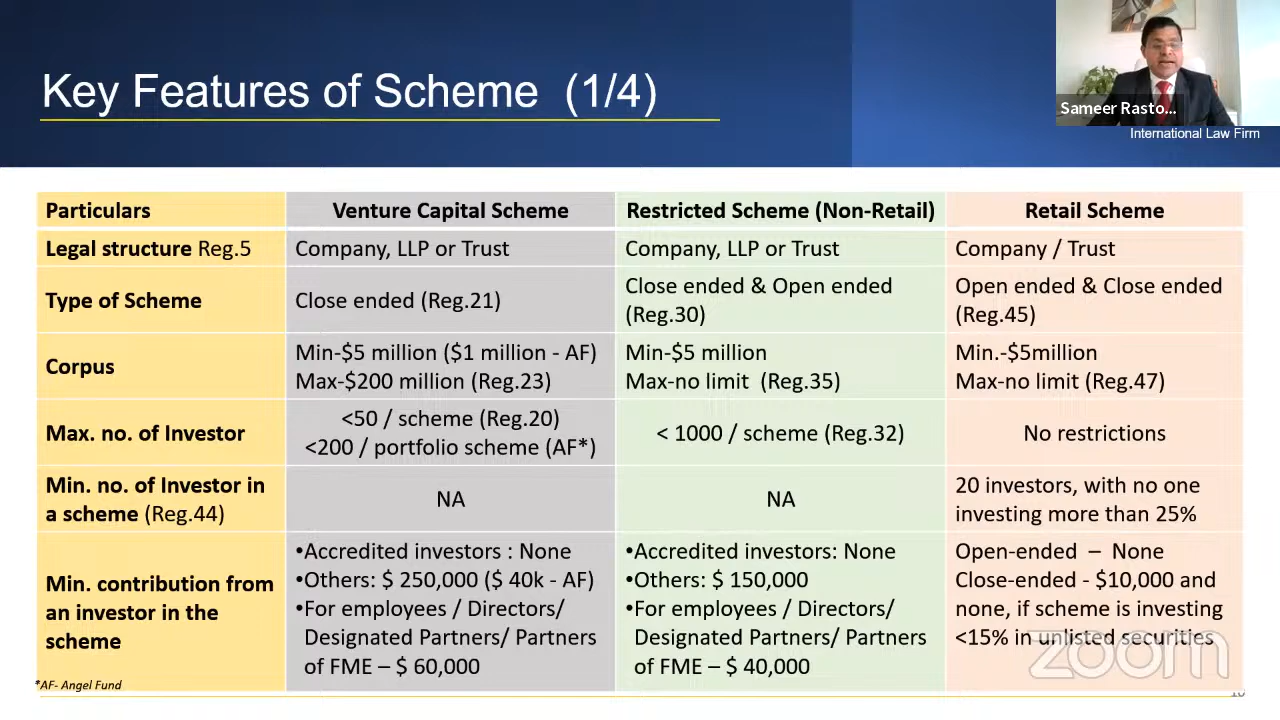 Key Features of Scheme (1/4)
Sameer Rasto...
International Law Firm
Particulars
Venture Capital Scheme
Restricted Scheme (Non-Retail)
Retail Scheme
Legal structure Reg.5
Company, LLP or Trust
Company, LLP or Trust
Company / Trust
Type of Scheme
Close ended (Reg.21)
Close ended & Open ended
(Reg.30)
Open ended & Close ended
(Reg.45)
Corpus
Min-$5 million ($1 million - AF)
Max-$200 million (Reg.23)
Min-$5 million
Max-no limit (Reg.35)
Min.-$5million
Max-no limit (Reg.47)
Max. no. of Investor
<50 / scheme (Reg.20)
<200 / portfolio scheme (AF*)
< 1000 / scheme (Reg.32)
No restrictions
Min. no. of Investor in
a scheme (Reg.44)
NA
NA
20 investors, with no one
investing more than 25%
Min. contribution from
an investor in the
scheme
•Accredited investors : None
•Others: $ 250,000 ($ 40k - AF)
•For employees / Directors/
Designated Partners/ Partners
of FME – $ 60,000
•Accredited investors: None
•Others: $ 150,000
•For employees / Directors/
Designated Partners/ Partners
of FME – $ 40,000
Open-ended – None
Close-ended - $10,000 and
none, if scheme is investing
<15% in unlisted securities
zoom
*AF- Angel Fund